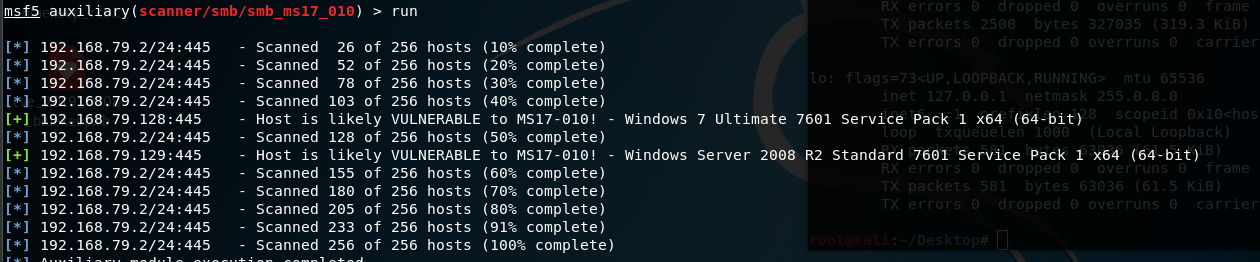 msf5 auxiliary(scanner/smb/smb_ms17_010) > run
[*] 192.168.79.2/24:445   - Scanned  26 of 256 hosts (10% complete)
[*] 192.168.79.2/24:445   - Scanned  52 of 256 hosts (20% complete)
[*] 192.168.79.2/24:445   - Scanned  78 of 256 hosts (30% complete)
[*] 192.168.79.2/24:445   - Scanned 103 of 256 hosts (40% complete)
[+] 192.168.79.128:445    - Host is likely VULNERABLE to MS17-010! - Windows 7 Ultimate 7601 Service Pack 1 x64 (64-bit)
[*] 192.168.79.2/24:445   - Scanned 128 of 256 hosts (50% complete)
[+] 192.168.79.129:445    - Host is likely VULNERABLE to MS17-010! - Windows Server 2008 R2 Standard 7601 Service Pack 1 x64 (64-bit)
[*] 192.168.79.2/24:445   - Scanned 155 of 256 hosts (60% complete)
[*] 192.168.79.2/24:445   - Scanned 180 of 256 hosts (70% complete)
[*] 192.168.79.2/24:445   - Scanned 205 of 256 hosts (80% complete)
[*] 192.168.79.2/24:445   - Scanned 233 of 256 hosts (91% complete)
[*] 192.168.79.2/24:445   - Scanned 256 of 256 hosts (100% complete)
[*] Auxiliary module execution completed
RX errors 0  dropped 0  overruns 0  frame
TX packets 2500  bytes 327035 (319.3 KiB)
TX errors 0  dropped 0 overruns 0  carrier
lo: flags=73<UP,LOOPBACK,RUNNING>  mtu 65536
inet 127.0.0.1  netmask 255.0.0.0
scopeid 0x10<hos
loop  txqueuelen 1000  (Local Loopback)
RX errors 0  dropped 0  overruns 0  frame
TX packets 581  bytes 63036 (61.5 KiB)
TX errors 0  dropped 0 overruns 0  carrier
root@kali:~/Desktop#